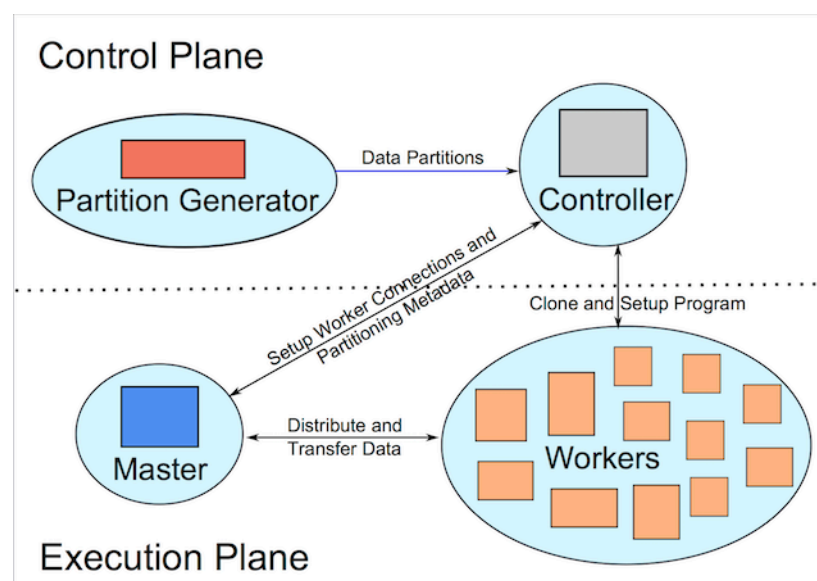 Control Plane
Data Partitions
Partition Generator
Controller
Setup Worker Connections and
Partitioning Metadata
Clone and Setup Program
Distribute and
Transfer Data
Master
Workers
Execution Plane